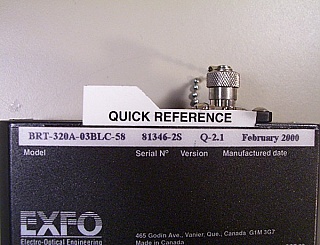 QUICK REFERENCE
BRT-320A-03BLC-58 81346-2S Q-2.1 February 2000
Model Serial Nº Version Manufactured date
EXFO
Electro-Optical Engineering
465 Godin Ave., Vanier, Que., Canada G1M 3G7
Made in Canada